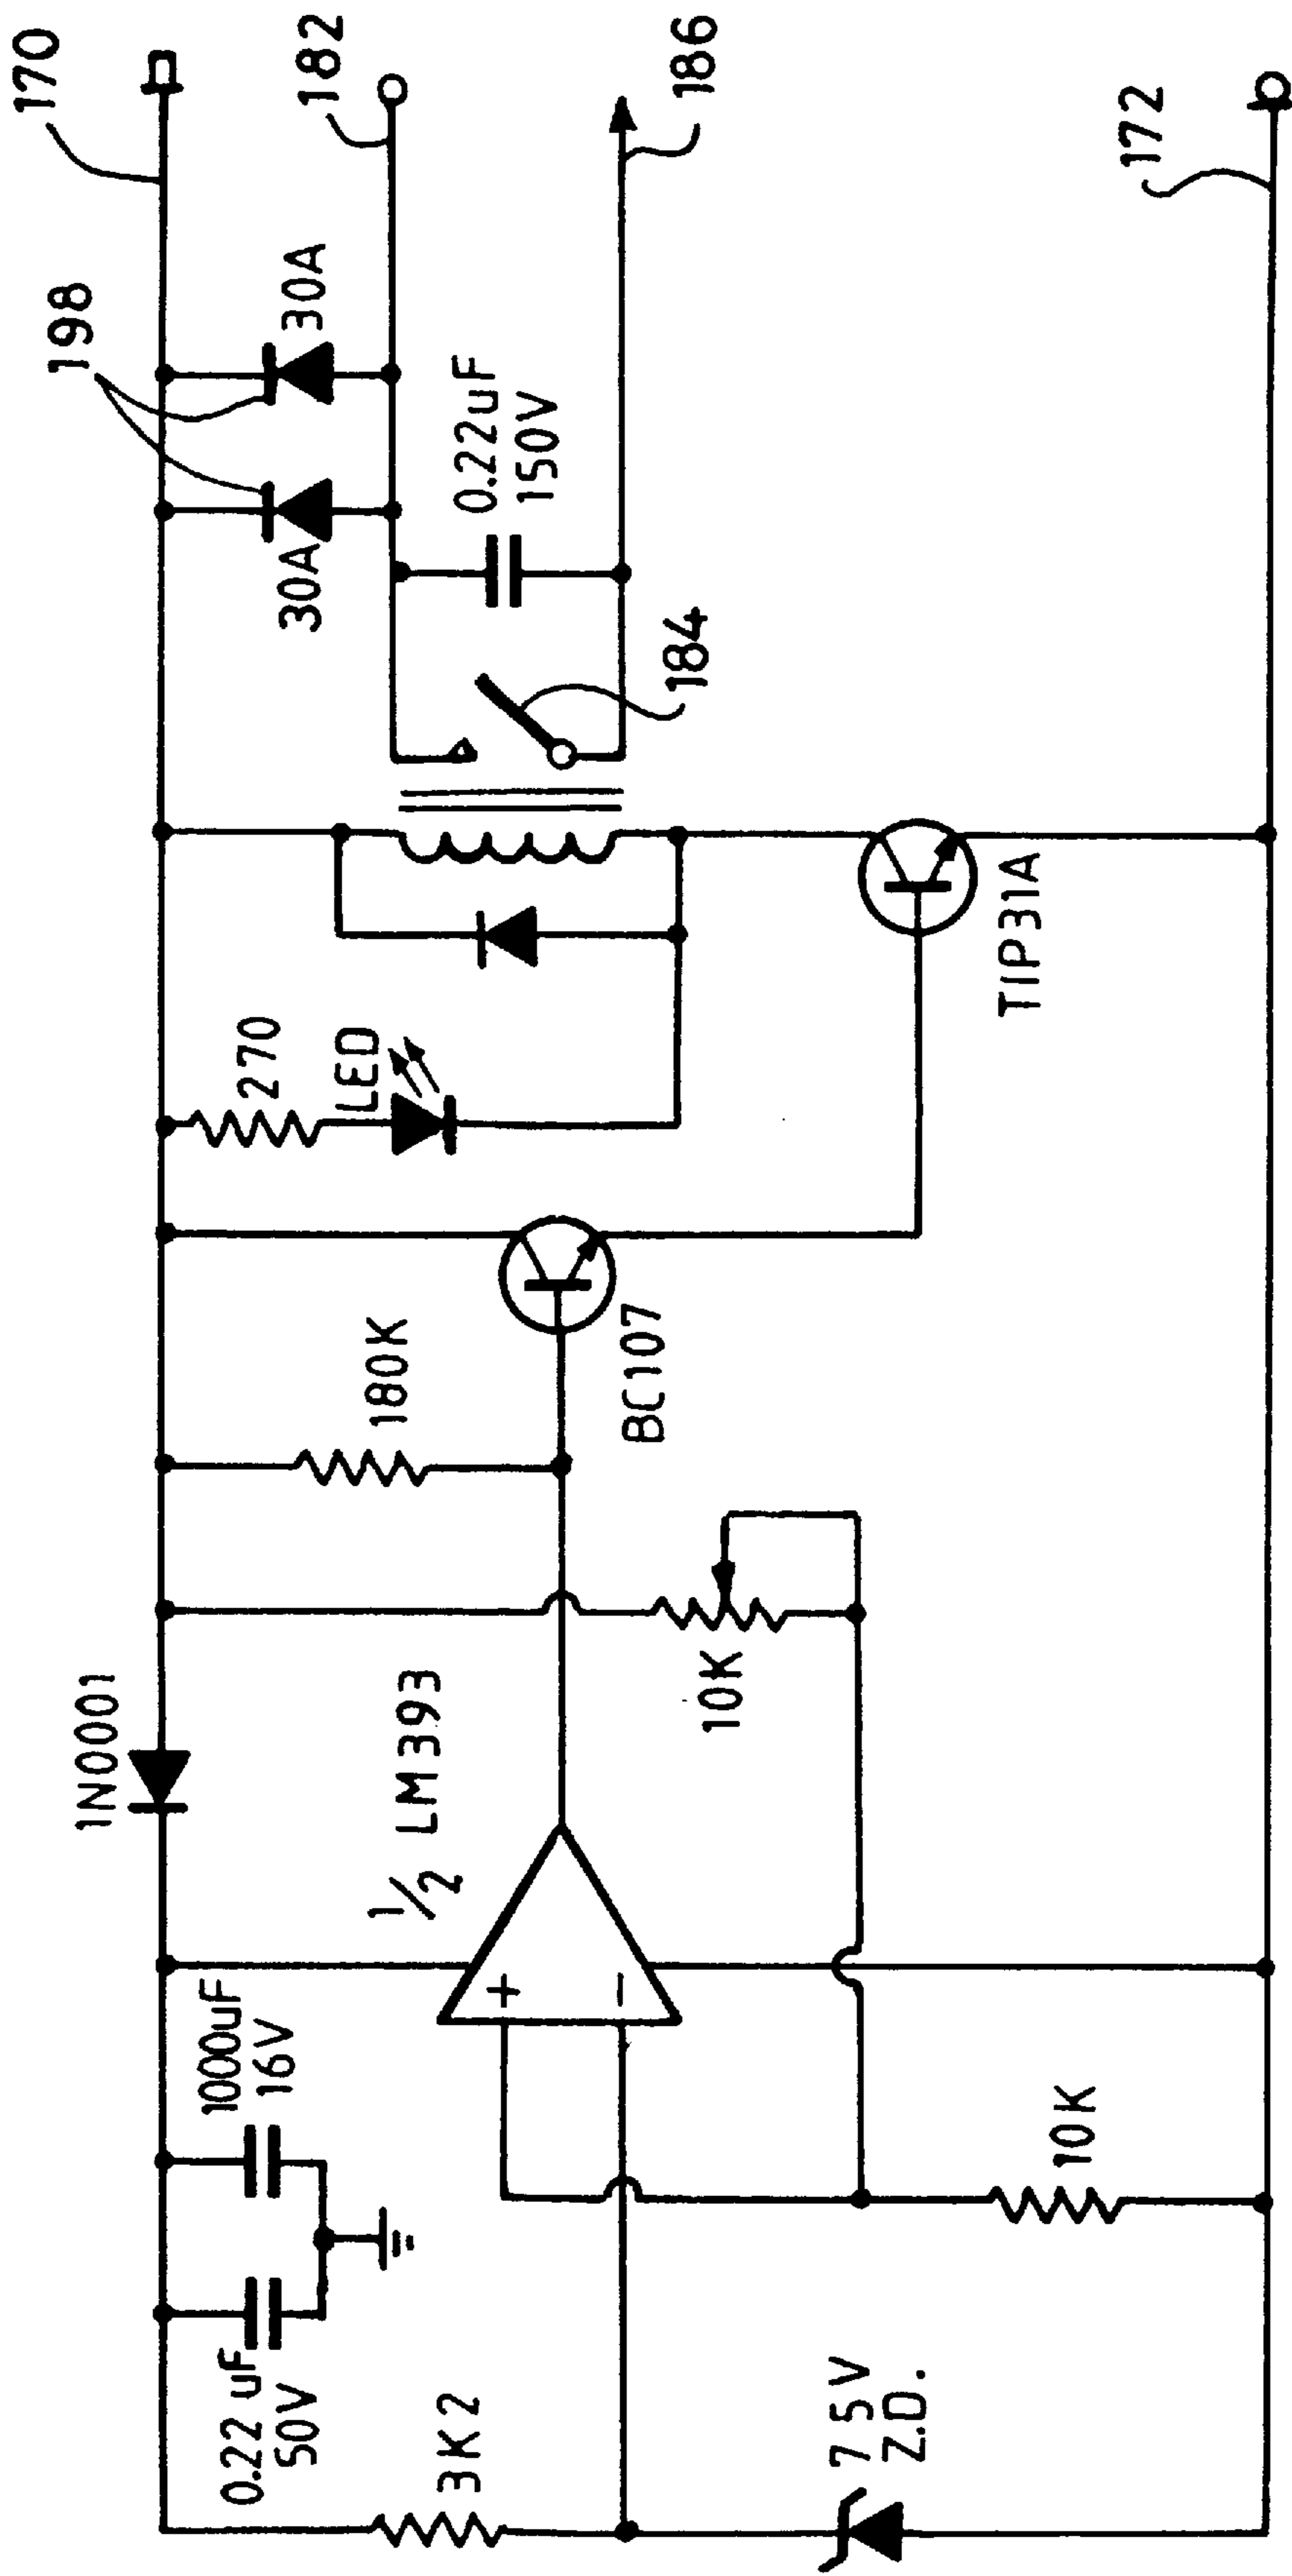 170
182
186
172
198
30A
30A
0.22uF
150V
184
270
LED
TIP31A
180K
BC107
1N0001
1/2 LM393
10K
+
−
1000uF
16V
0.22 uF
50V
3K2
10K
7.5V
Z.D.